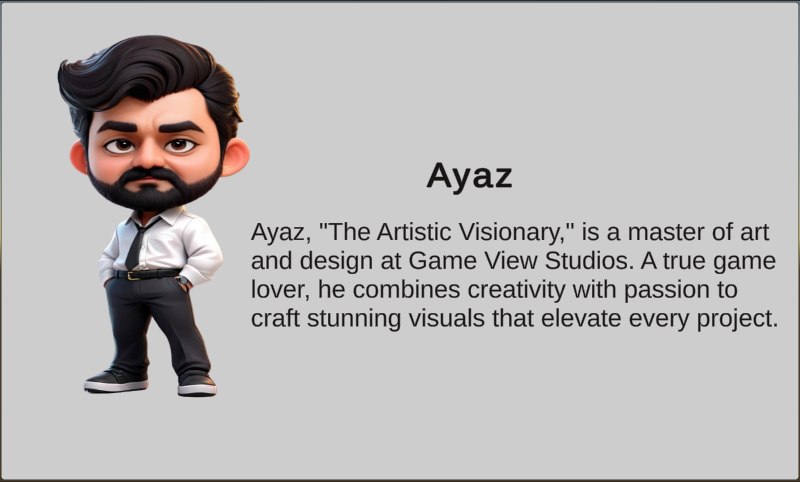 Ayaz
Ayaz, "The Artistic Visionary," is a master of art
and design at Game View Studios. A true game
lover, he combines creativity with passion to
craft stunning visuals that elevate every project.